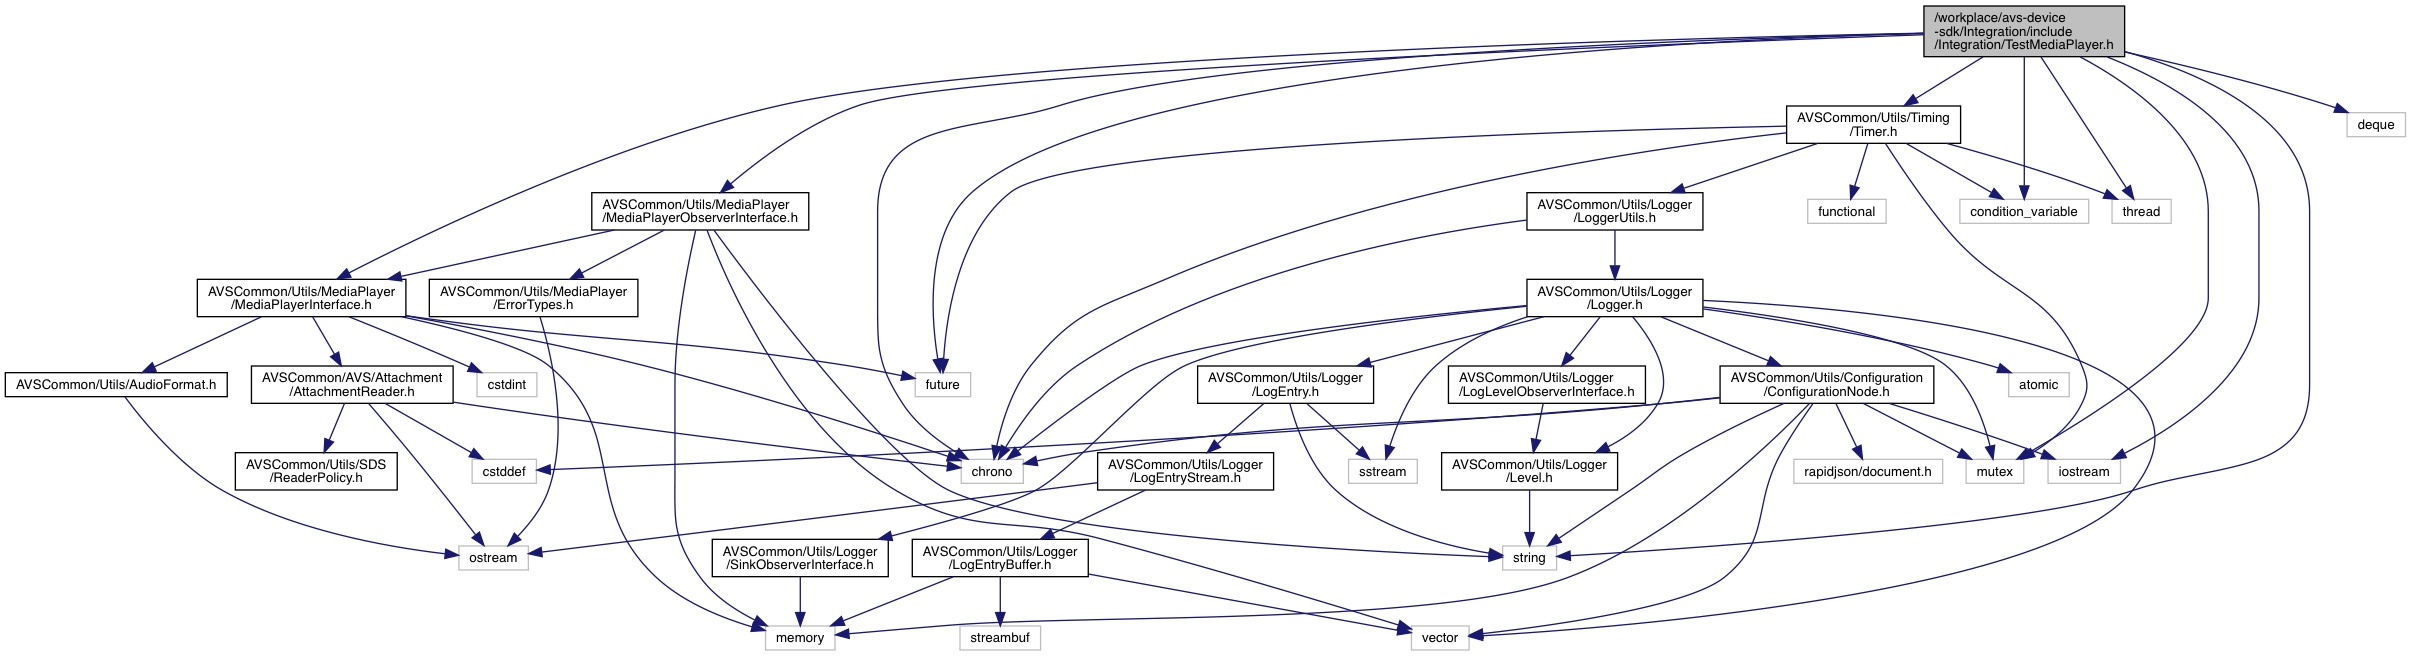 /workplace/avs-device
-sdk/Integration/include
/Integration/TestMediaPlayer.h
AVSCommon/Utils/Timing
/Timer.h
deque
AVSCommon/Utils/MediaPlayer
/MediaPlayerObserverInterface.h
AVSCommon/Utils/Logger
/LoggerUtils.h
functional
condition_variable
thread
AVSCommon/Utils/MediaPlayer
/MediaPlayerInterface.h
AVSCommon/Utils/MediaPlayer
/ErrorTypes.h
AVSCommon/Utils/Logger
/Logger.h
AVSCommon/Utils/AudioFormat.h
AVSCommon/AVS/Attachment
/AttachmentReader.h
cstdint
future
AVSCommon/Utils/Logger
/LogEntry.h
AVSCommon/Utils/Logger
/LogLevelObserverInterface.h
AVSCommon/Utils/Configuration
/ConfigurationNode.h
atomic
AVSCommon/Utils/SDS
/ReaderPolicy.h
cstddef
chrono
AVSCommon/Utils/Logger
/LogEntryStream.h
sstream
AVSCommon/Utils/Logger
/Level.h
rapidjson/document.h
mutex
iostream
ostream
AVSCommon/Utils/Logger
/SinkObserverInterface.h
AVSCommon/Utils/Logger
/LogEntryBuffer.h
string
memory
streambuf
vector